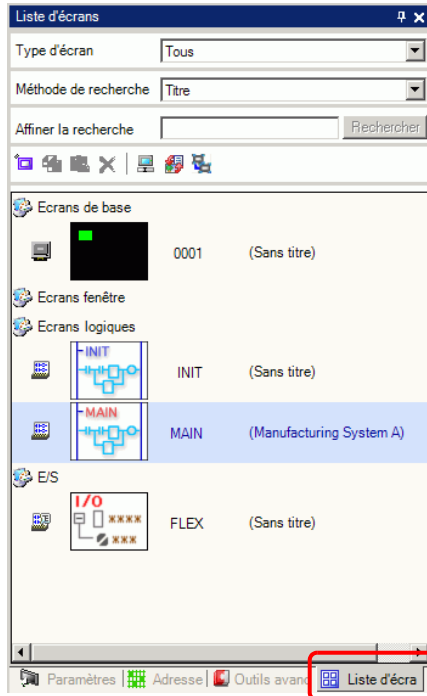 Liste d'écrans
Type d'écran Tous
Méthode de recherche Titre
Affiner la recherche Rechercher
Ecrans de base
0001 (Sans titre)
Ecrans fenêtre
Ecrans logiques
INIT
INIT (Sans titre)
MAIN
MAIN (Manufacturing System A)
E/S
I/O
****
***
FLEX (Sans titre)
Paramètres Adresse Outils avanc Liste d'écra